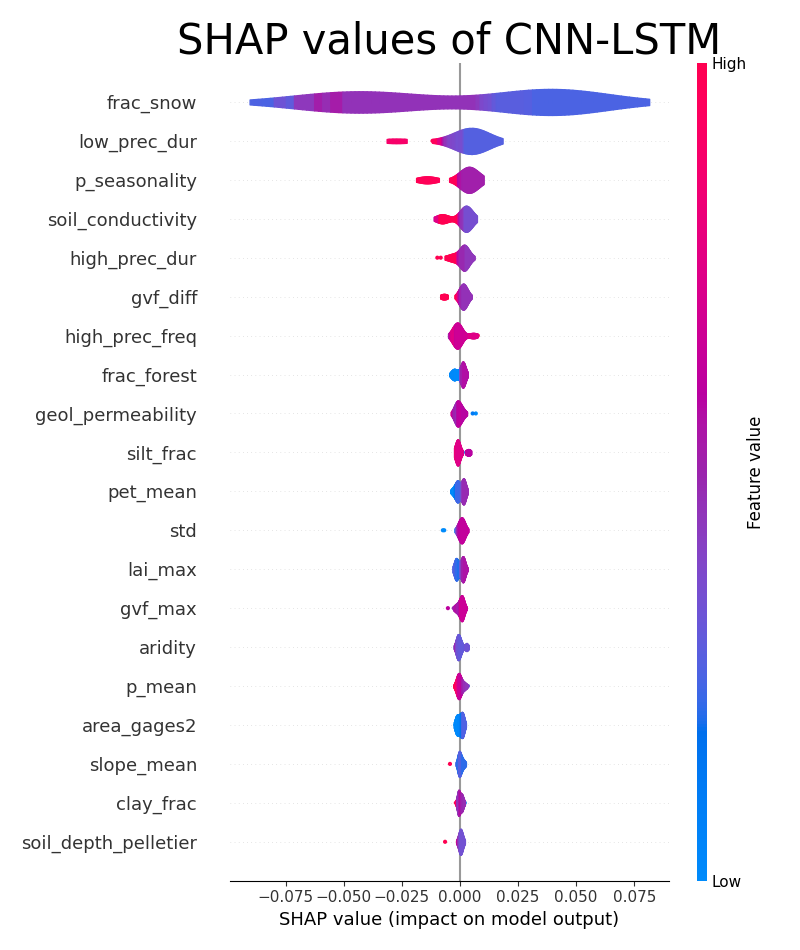 SHAP values of CNN-LSTM
High
frac_snow
low_prec_dur
p_seasonality
soil_conductivity
high_prec_dur
gvf_diff
high_prec_freq
frac_forest
geol_permeability
silt_frac
pet_mean
std
lai_max
gvf_max
aridity
p_mean
area_gages2
slope_mean
clay_frac
soil_depth_pelletier
Feature value
Low
−0.075 −0.050 −0.025 0.000 0.025 0.050 0.075
SHAP value (impact on model output)